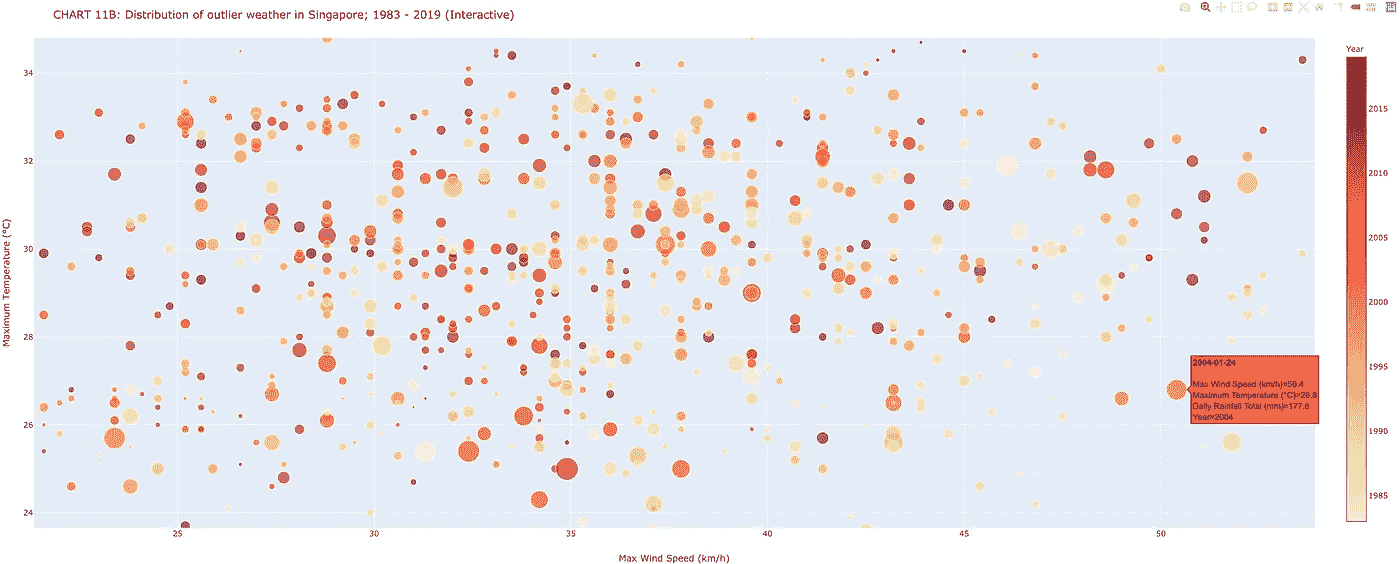 CHART 11B: Distribution of outlier weather in Singapore; 1983 - 2019 (Interactive)
Year
34
32
30
28
26
24
Maximum Temperature (°C)
25
30
35
40
45
50
Max Wind Speed (km/h)
2015
2010
2005
2000
1995
1990
1985
2004-01-24
Max Wind Speed (km/h)=50.4
Maximum Temperature (°C)=26.8
Daily Rainfall Total (mm)=177.6
Year=2004